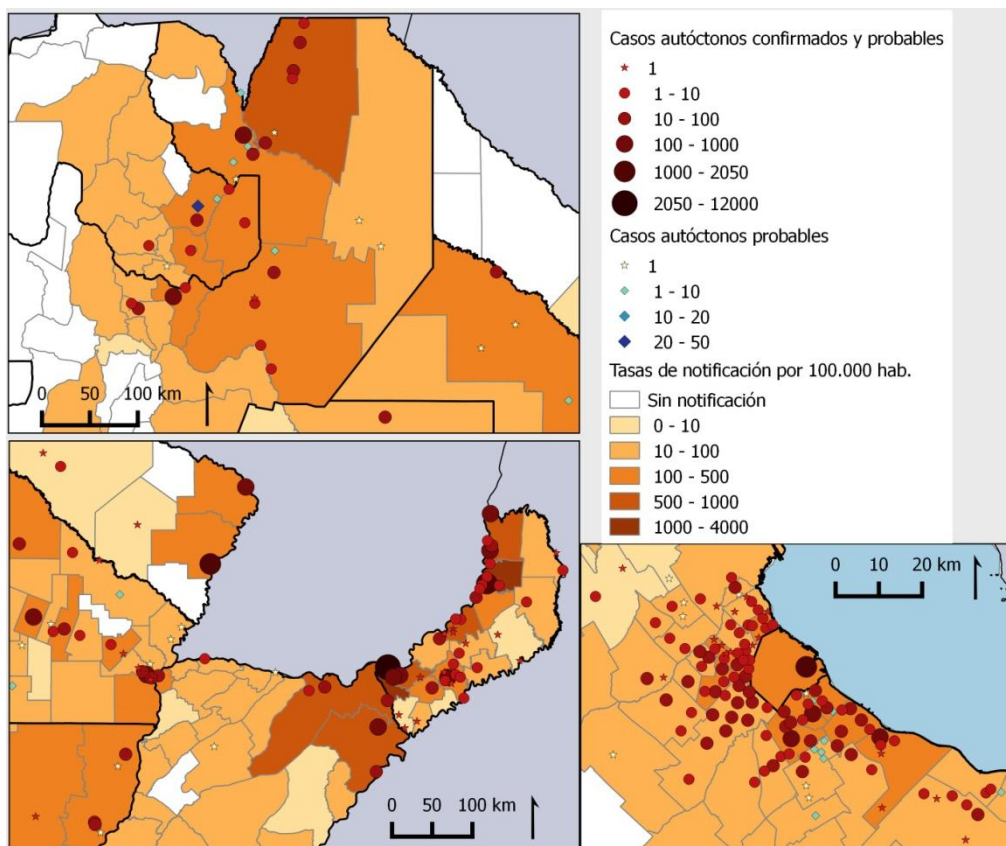 Casos autóctonos confirmados y probables
1
1 - 10
10 - 100
100 - 1000
1000 - 2050
2050 - 12000
Casos autóctonos probables
1
1 - 10
10 - 20
20 - 50
Tasas de notificación por 100.000 hab.
Sin notificación
0 - 10
10 - 100
100 - 500
500 - 1000
1000 - 4000
0 50 100 km
0 50 100 km
0 10 20 km